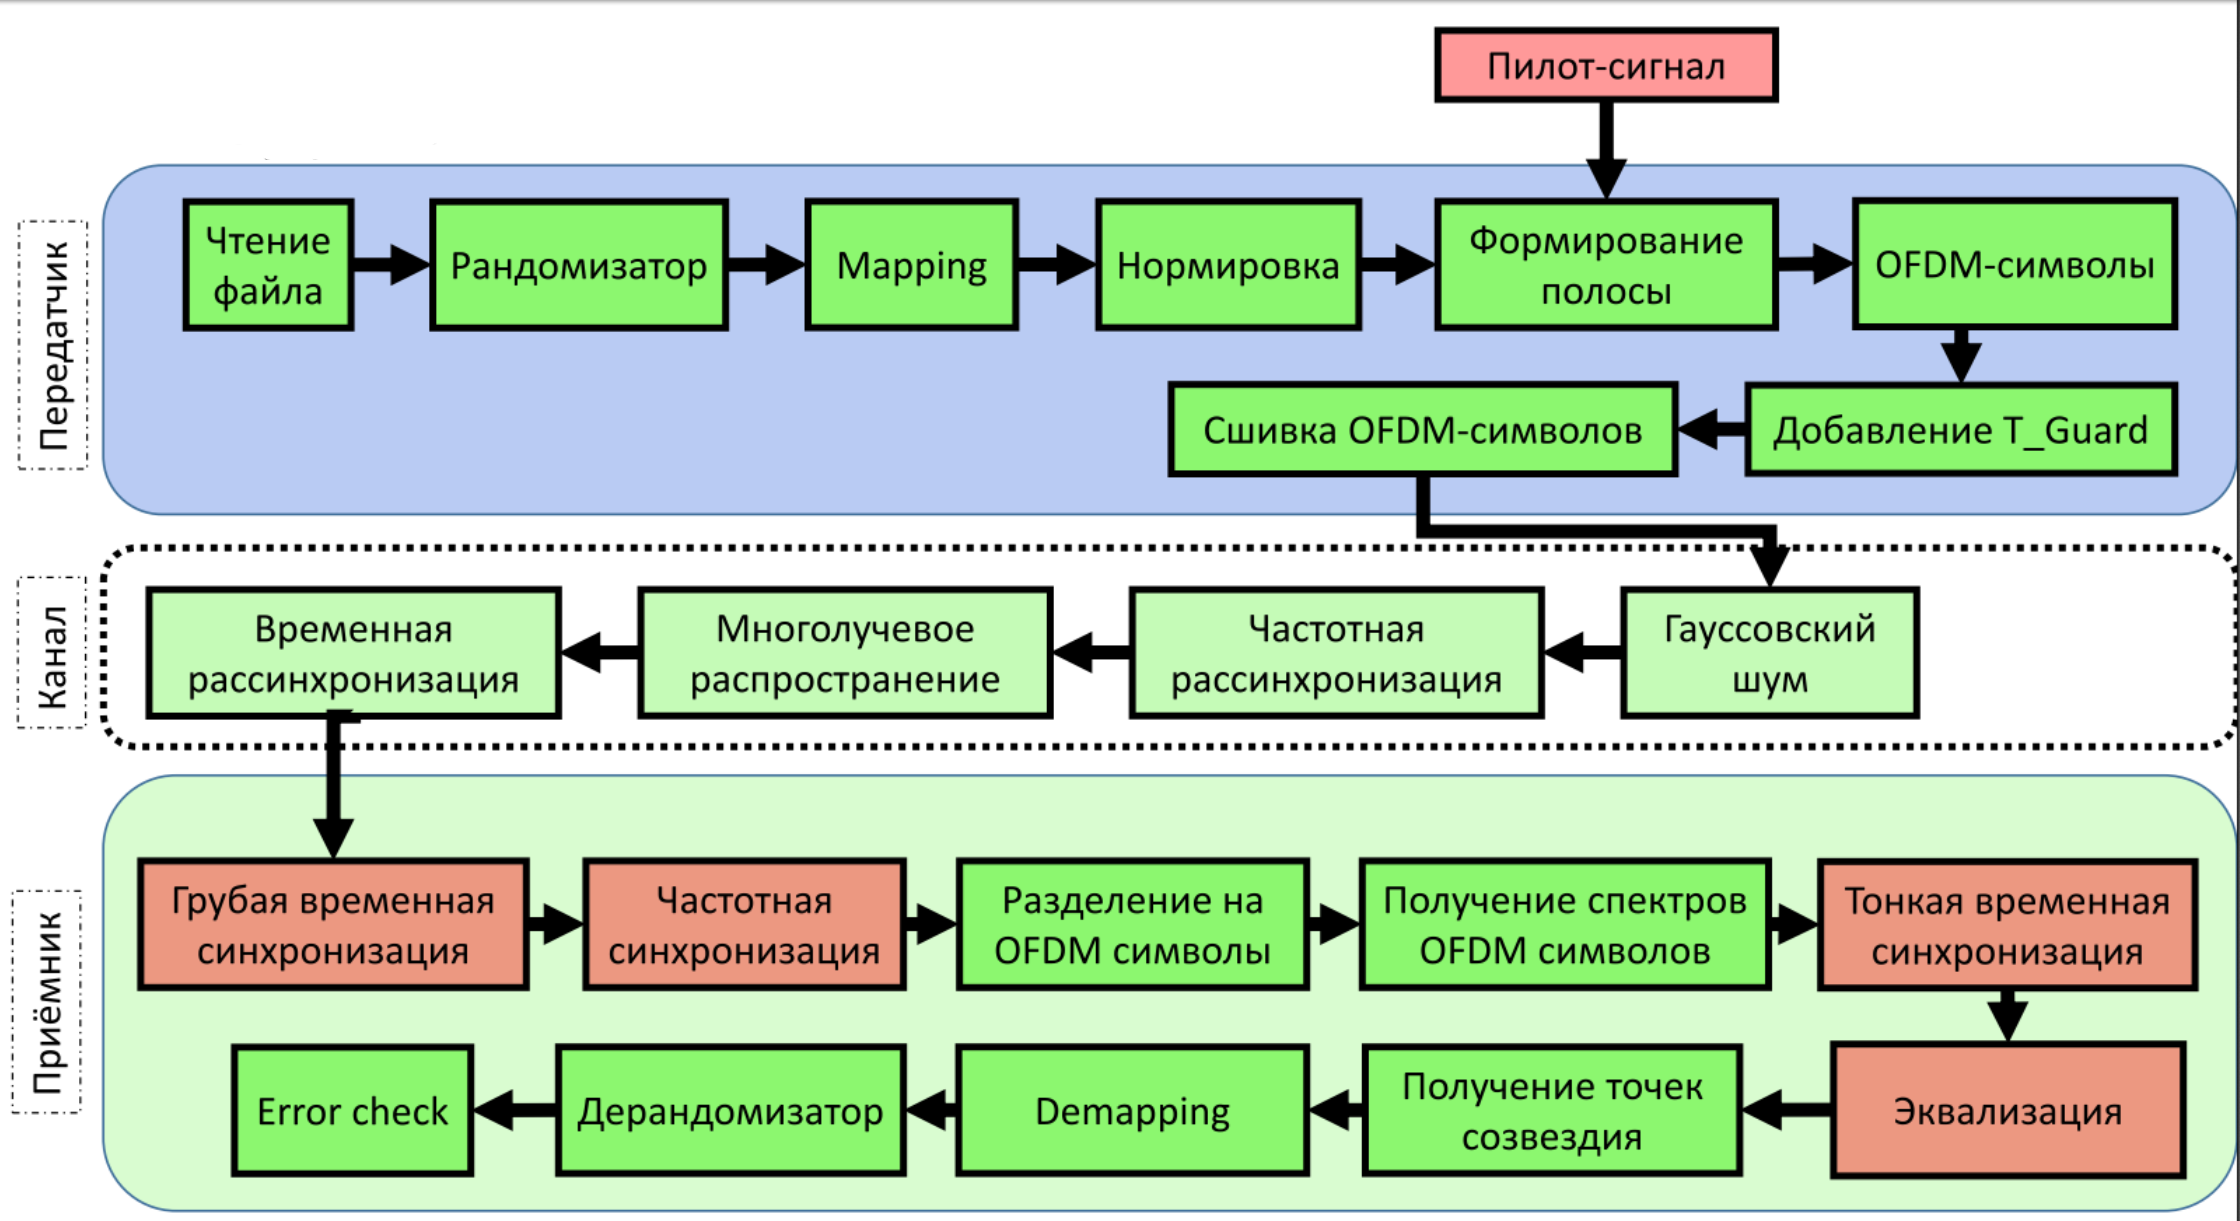 Пилот-сигнал
Передатчик
Чтение
файла
Рандомизатор
Mapping
Нормировка
Формирование
полосы
OFDM-символы
Сшивка OFDM-символов
Добавление T_Guard
Канал
Временная
рассинхронизация
Многолучевое
распространение
Частотная
рассинхронизация
Гауссовский
шум
Приёмник
Грубая временная
синхронизация
Частотная
синхронизация
Разделение на
OFDM символы
Получение спектров
OFDM символов
Тонкая временная
синхронизация
Error check
Дерандомизатор
Demapping
Получение точек
созвездия
Эквализация